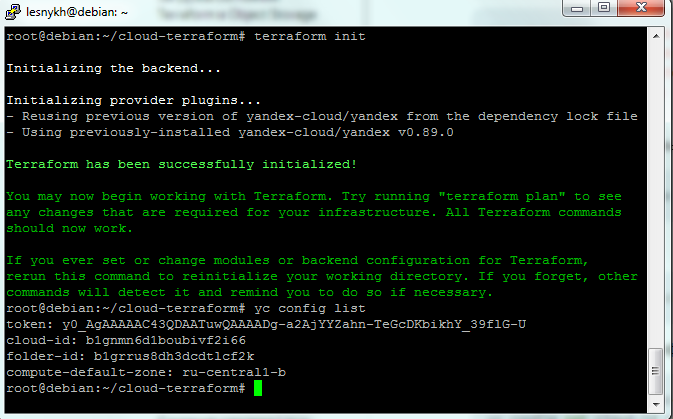 Terraform в Object Storage
lesnykh@debian: ~
root@debian:~/cloud-terraform# terraform init
Initializing the backend...
Initializing provider plugins...
- Reusing previous version of yandex-cloud/yandex from the dependency lock file
- Using previously-installed yandex-cloud/yandex v0.89.0
Terraform has been successfully initialized!
You may now begin working with Terraform. Try running "terraform plan" to see
any changes that are required for your infrastructure. All Terraform commands
should now work.
If you ever set or change modules or backend configuration for Terraform,
rerun this command to reinitialize your working directory. If you forget, other
commands will detect it and remind you to do so if necessary.
root@debian:~/cloud-terraform# yc config list
token: y0_AgAAAAAC43QDAATuwQAAAADg-a2AjYYZahn-TeGcDKbikhY_39flG-U
cloud-id: b1gnmn6d1boubivf2i66
folder-id: b1grrus8dh3dcdtlcf2k
compute-default-zone: ru-central1-b
root@debian:~/cloud-terraform#